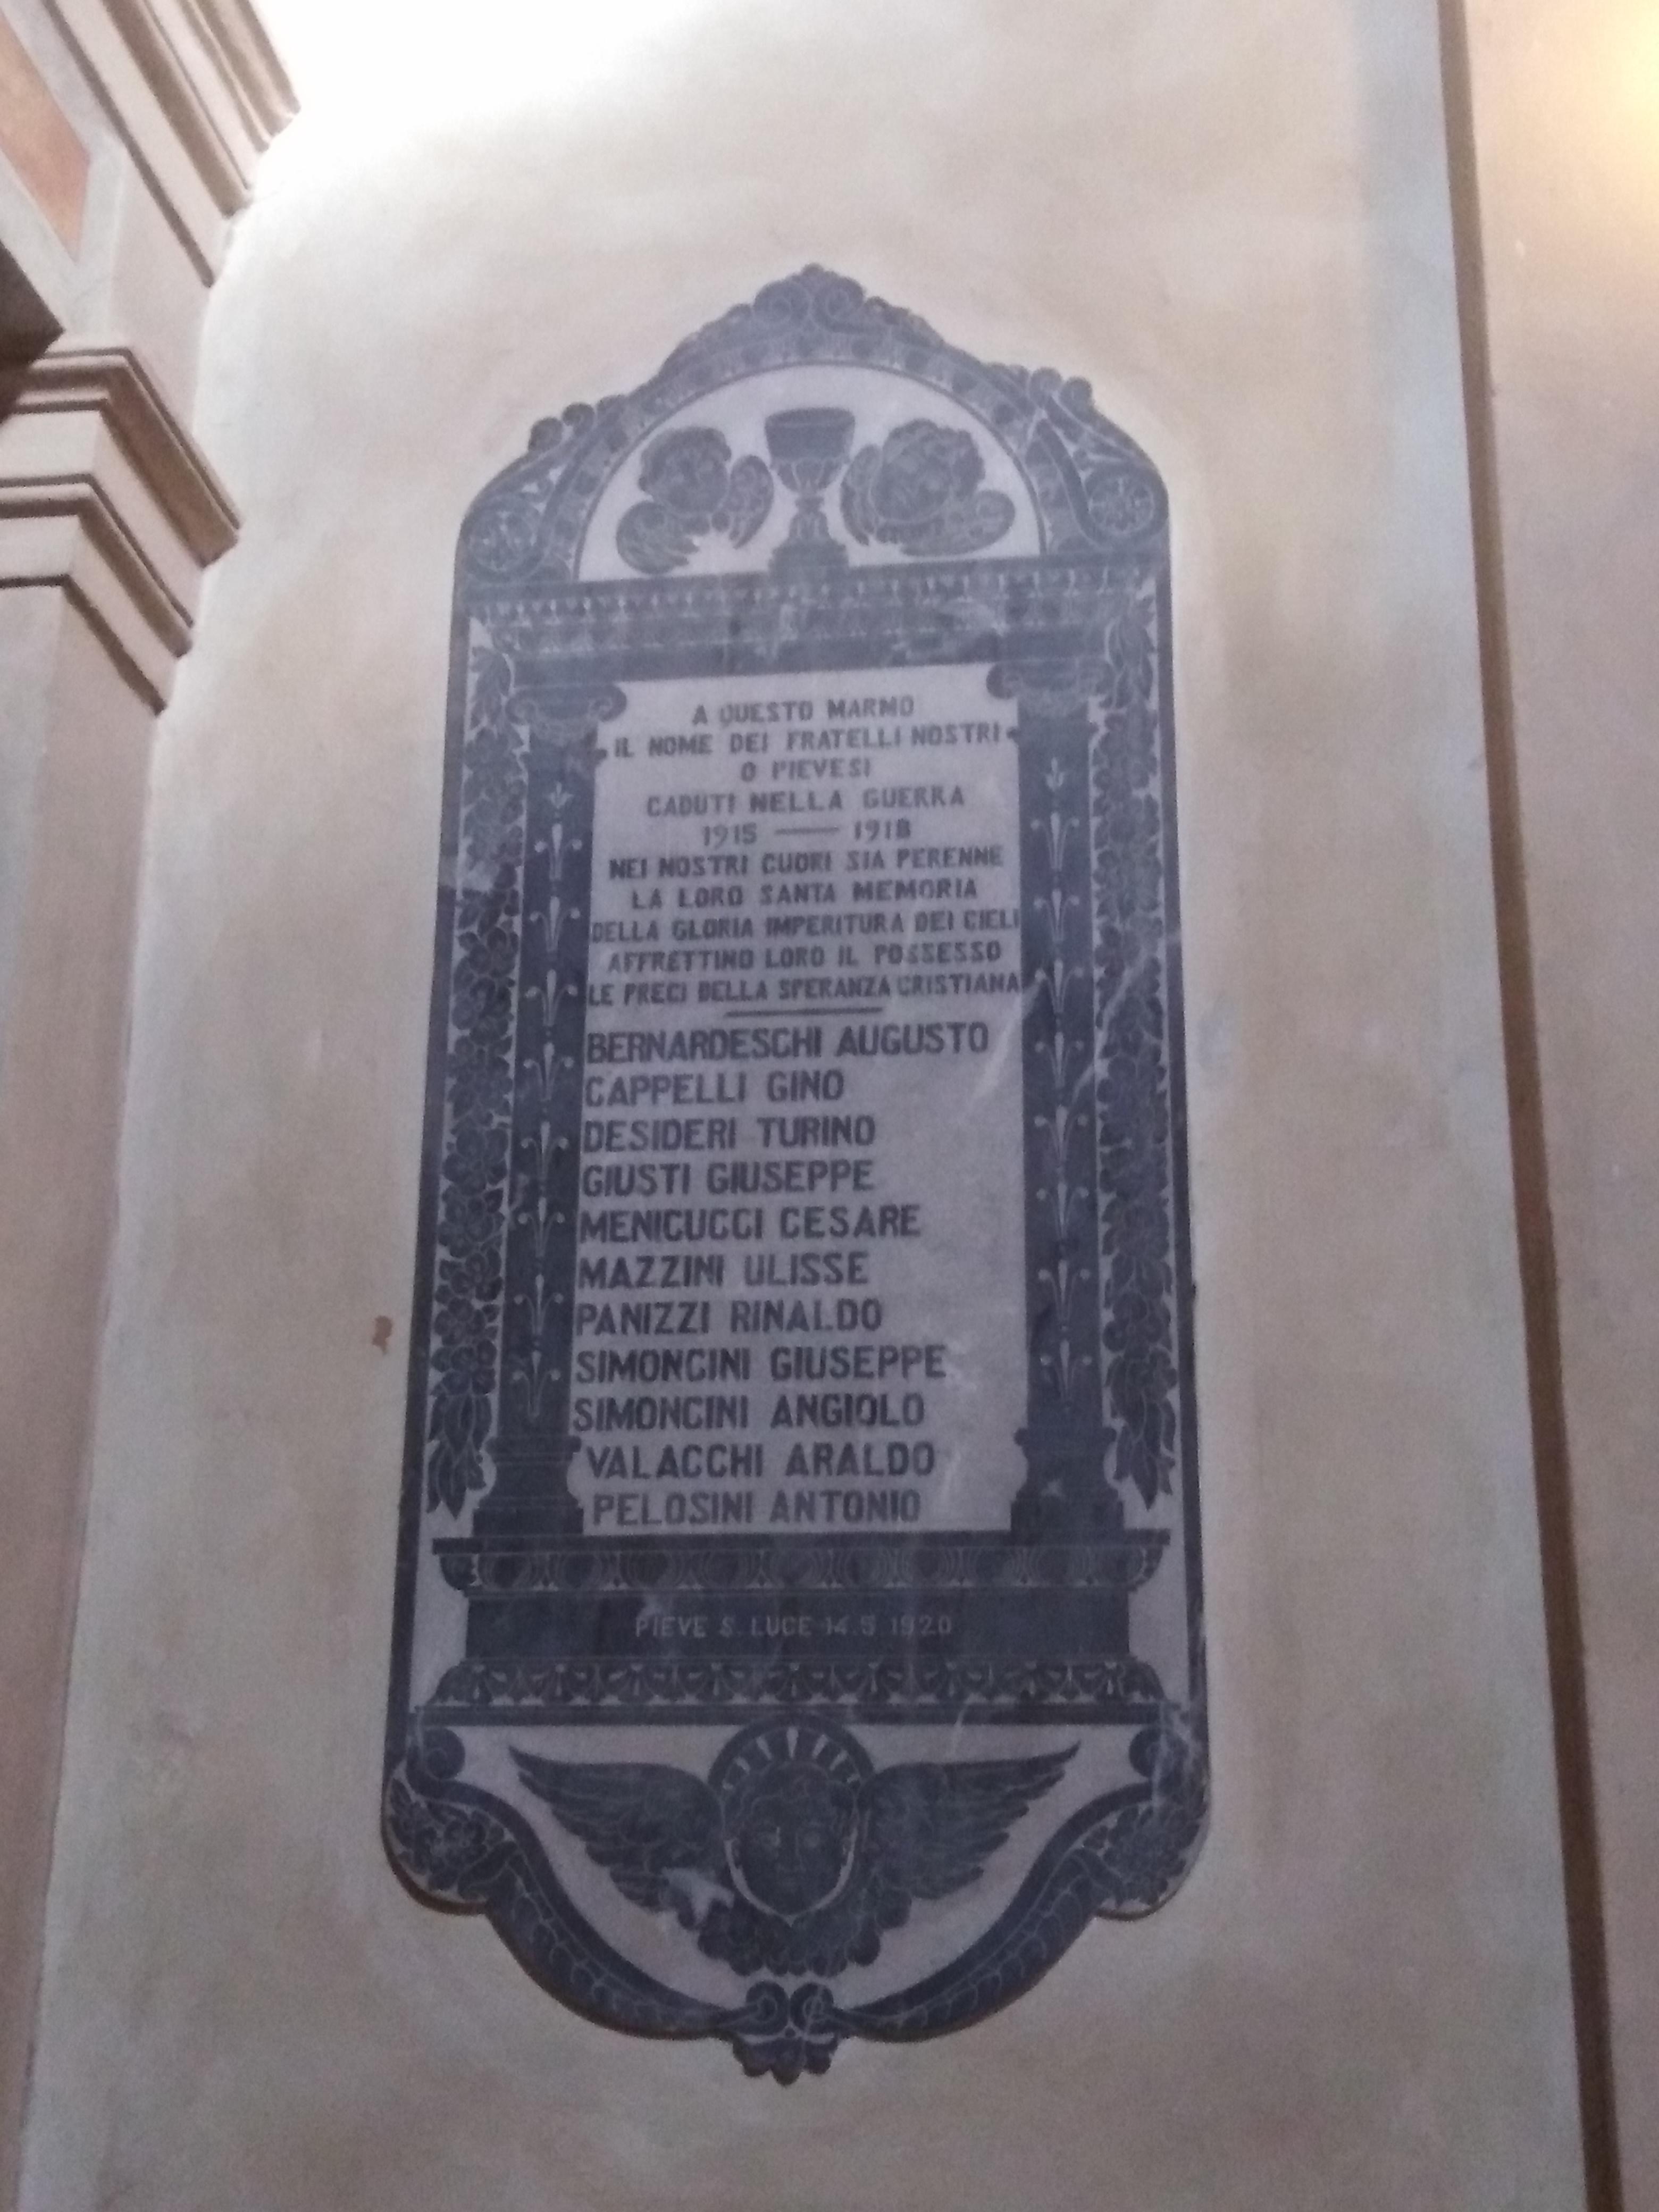 A QUESTO MARMO
IL NOME DEI FRATELLI NOSTRI
O PIEVESI
CADUTI NELLA GUERRA
1915 — 1918
NEI NOSTRI CUORI SIA PERENNE
LA LORO SANTA MEMORIA
DELLA GLORIA IMPERITURA DEI CIELI
AFFRETTINO LORO IL POSSESSO
LE PRECI DELLA SPERANZA CRISTIANA
BERNARDESCHI AUGUSTO
CAPPELLI GINO
DESIDERI TURINO
GIUSTI GIUSEPPE
MENICUCCI CESARE
MAZZINI ULISSE
PANIZZI RINALDO
SIMONCINI GIUSEPPE
SIMONCINI ANGIOLO
VALACCHI ARALDO
PELOSINI ANTONIO
PIEVE S. LUCE 14.5 1920